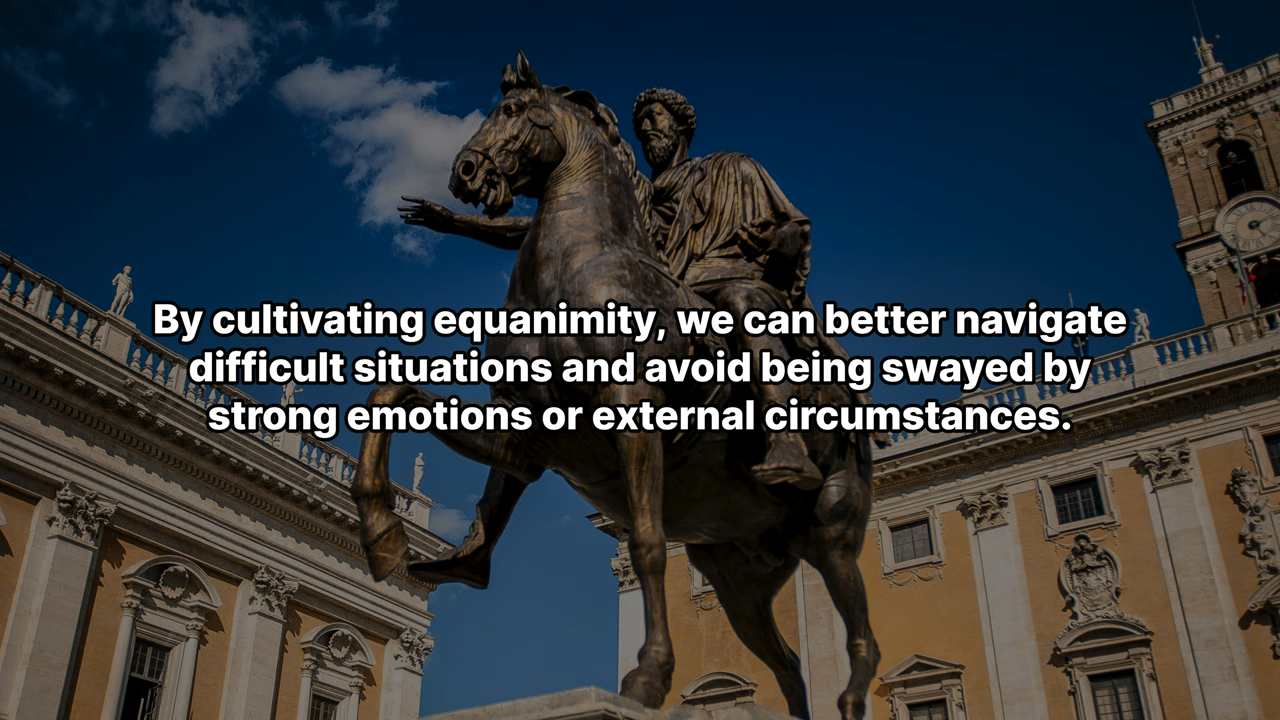 By cultivating equanimity, we can better navigate
difficult situations and avoid being swayed by
strong emotions or external circumstances.